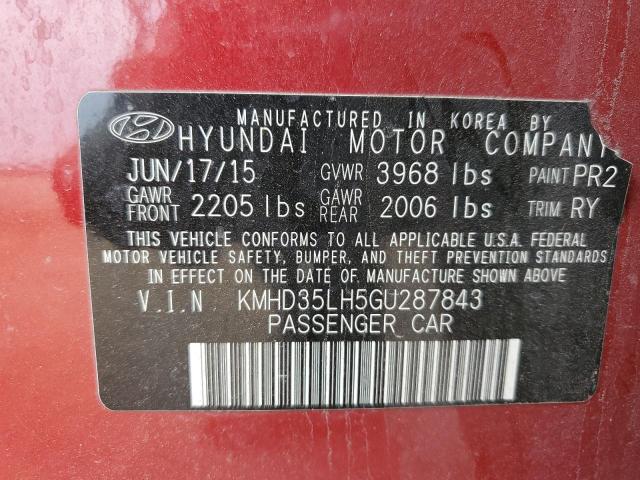 MANUFACTURED IN KOREA BY
HYUNDAI MOTOR COMPANY
JUN/17/15 GVWR 3968 lbs PAINT PR2
GAWR FRONT 2205 lbs GAWR REAR 2006 lbs TRIM RY
THIS VEHICLE CONFORMS TO ALL APPLICABLE U.S.A. FEDERAL
MOTOR VEHICLE SAFETY, BUMPER, AND THEFT PREVENTION STANDARDS
IN EFFECT ON THE DATE OF MANUFACTURE SHOWN ABOVE.
V.I.N KMHD35LH5GU287843
PASSENGER CAR